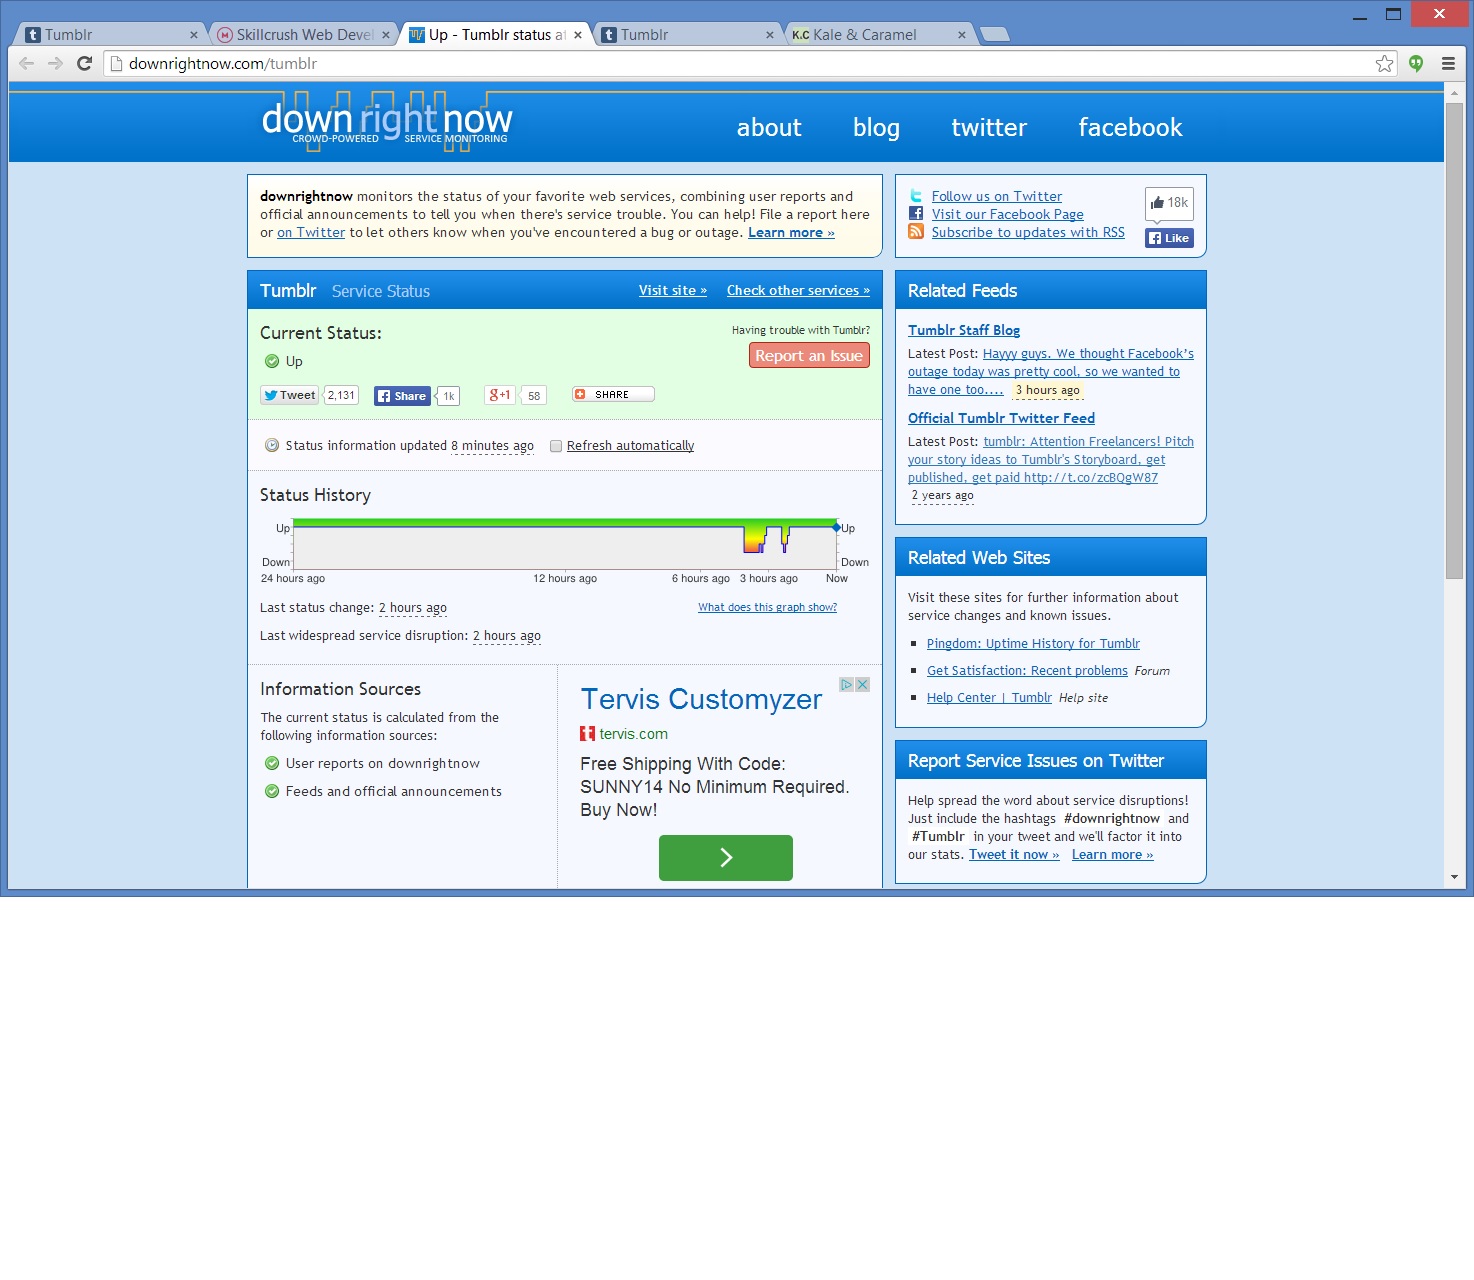 Tumblr
Skillcrush Web Devel
Up - Tumblr status at
Tumblr
K.C Kale & Caramel
downrightnow.com/tumblr
down right now
CROWD-POWERED SERVICE MONITORING
about blog twitter facebook
downrightnow monitors the status of your favorite web services, combining user reports and
official announcements to tell you when there's service trouble. You can help! File a report here
or on Twitter to let others know when you've encountered a bug or outage. Learn more »
Follow us on Twitter
Visit our Facebook Page
Subscribe to updates with RSS
18k
Like
Tumblr Service Status Visit site » Check other services »
Current Status:
Up
Having trouble with Tumblr?
Report an Issue
Tweet 2,131 Share 1k g+1 58 SHARE
Status information updated 8 minutes ago Refresh automatically
Status History
Up Up
Down Down
24 hours ago 12 hours ago 6 hours ago 3 hours ago Now
Last status change: 2 hours ago What does this graph show?
Last widespread service disruption: 2 hours ago
Information Sources
The current status is calculated from the
following information sources:
User reports on downrightnow
Feeds and official announcements
Tervis Customyzer
t tervis.com
Free Shipping With Code:
SUNNY14 No Minimum Required.
Buy Now!
Related Feeds
Tumblr Staff Blog
Latest Post: Hayyy guys. We thought Facebook's
outage today was pretty cool, so we wanted to
have one too.... 3 hours ago
Official Tumblr Twitter Feed
Latest Post: tumblr: Attention Freelancers! Pitch
your story ideas to Tumblr's Storyboard, get
published, get paid http://t.co/zcBQgW87
2 years ago
Related Web Sites
Visit these sites for further information about
service changes and known issues.
Pingdom: Uptime History for Tumblr
Get Satisfaction: Recent problems Forum
Help Center | Tumblr Help site
Report Service Issues on Twitter
Help spread the word about service disruptions!
Just include the hashtags #downrightnow and
#Tumblr in your tweet and we'll factor it into
our stats. Tweet it now » Learn more »